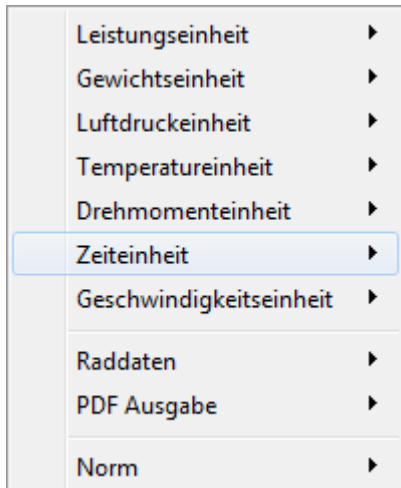 Leistungseinheit
Gewichtseinheit
Luftdruckeinheit
Temperatureinheit
Drehmomenteinheit
Zeiteinheit
Geschwindigkeitseinheit
Raddaten
PDF Ausgabe
Norm